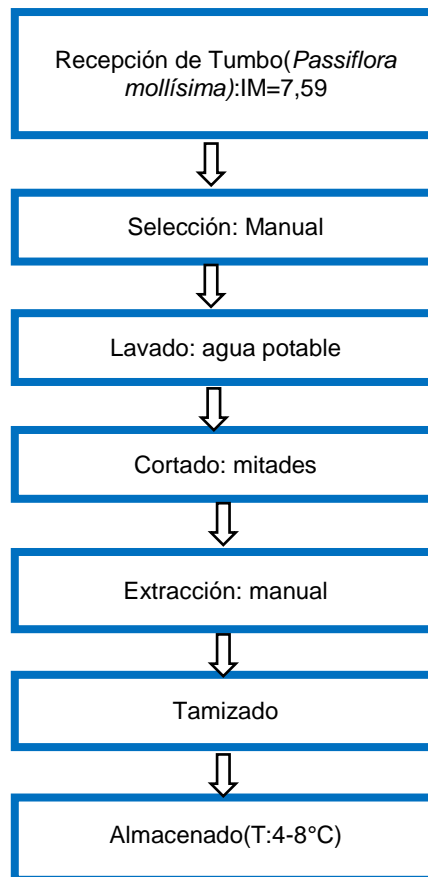 Recepción de Tumbo(Passiflora
mollísima):IM=7,59
Selección: Manual
Lavado: agua potable
Cortado: mitades
Extracción: manual
Tamizado
Almacenado(T:4-8°C)